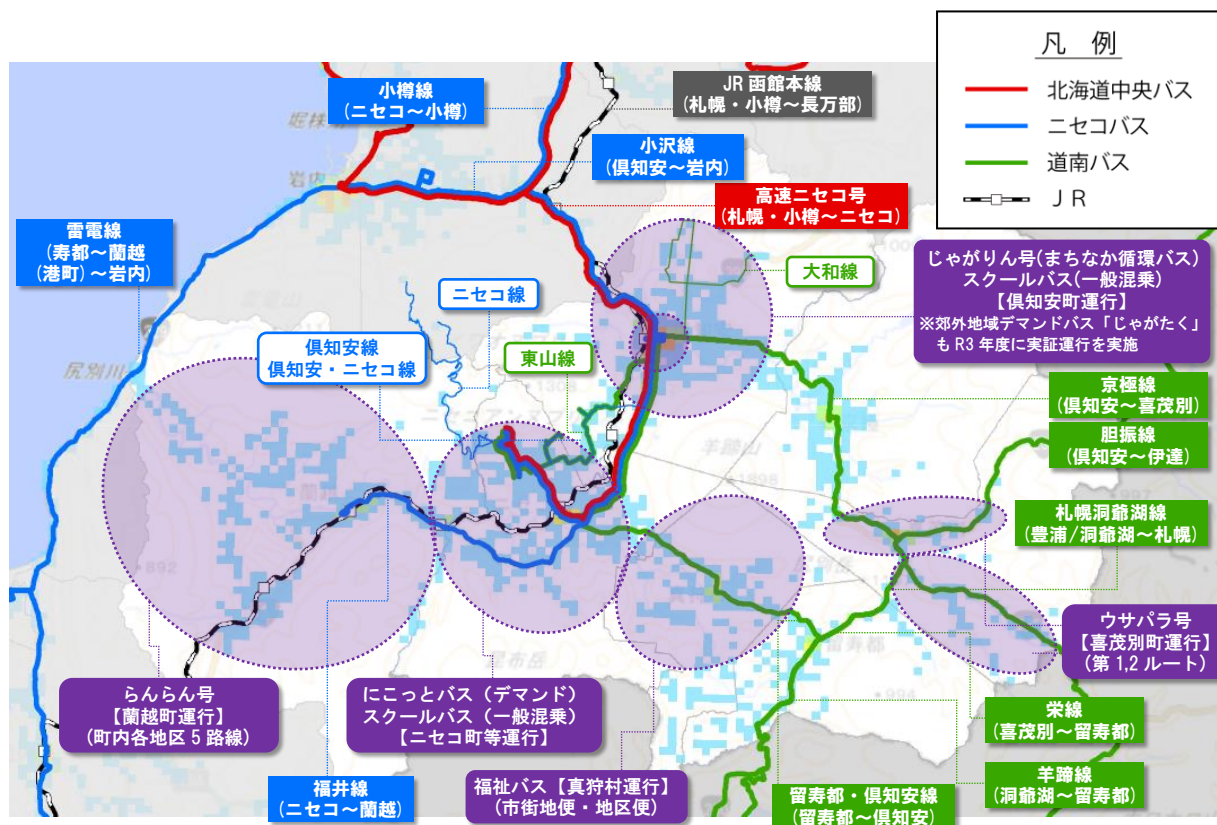 凡 例
北海道中央バス
ニセコバス
道南バス
ＪＲ
小樽線
(ニセコ～小樽)
JR函館本線
(札幌・小樽～長万部)
小沢線
(倶知安～岩内)
高速ニセコ号
(札幌・小樽～ニセコ)
岩内
雷電線
(寿都～蘭越
(港町)～岩内)
大和線
じゃがりん号(まちなか循環バス)
スクールバス(一般混乗)
【倶知安町運行】
※郊外地域デマンドバス「じゃがたく」
もR3年度に実証運行を実施
ニセコ線
倶知安線
倶知安・ニセコ線
東山線
尻別川
1308
羊蹄山
1898
京極線
(倶知安～喜茂別)
胆振線
(倶知安～伊達)
札幌洞爺湖線
(豊浦/洞爺湖～札幌)
892
昆布岳
留寿都
994
997
ウサパラ号
【喜茂別町運行】
(第1,2ルート)
らんらん号
【蘭越町運行】
(町内各地区5路線)
にこっとバス（デマンド）
スクールバス（一般混乗）
【ニセコ町等運行】
福井線
(ニセコ～蘭越)
福祉バス【真狩村運行】
(市街地便・地区便)
留寿都・倶知安線
(留寿都～倶知安)
栄線
(喜茂別～留寿都)
羊蹄線
(洞爺湖～留寿都)